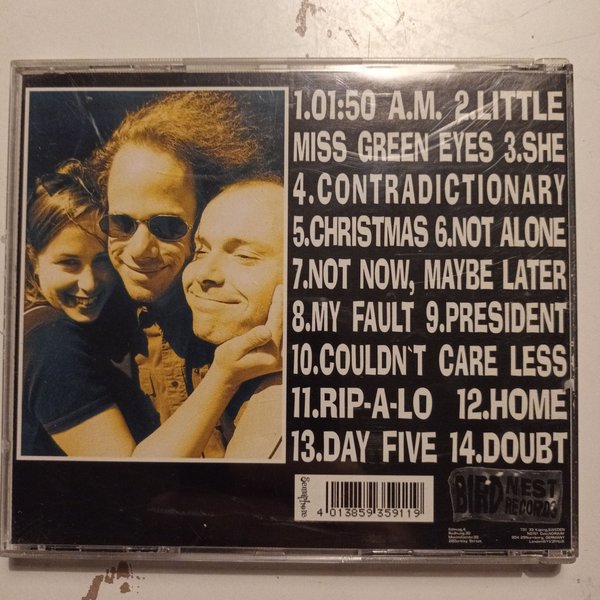 1.01:50 A.M. 2.LITTLE
MISS GREEN EYES 3.SHE
4.CONTRADICTIONARY
5.CHRISTMAS 6.NOT ALONE
7.NOT NOW, MAYBE LATER
8.MY FAULT 9.PRESIDENT
10.COULDN`T CARE LESS
11.RIP-A-LO 12.HOME
13.DAY FIVE 14.DOUBT
Semaphore
4 013859 359119
BIRD NEST
RECORDS